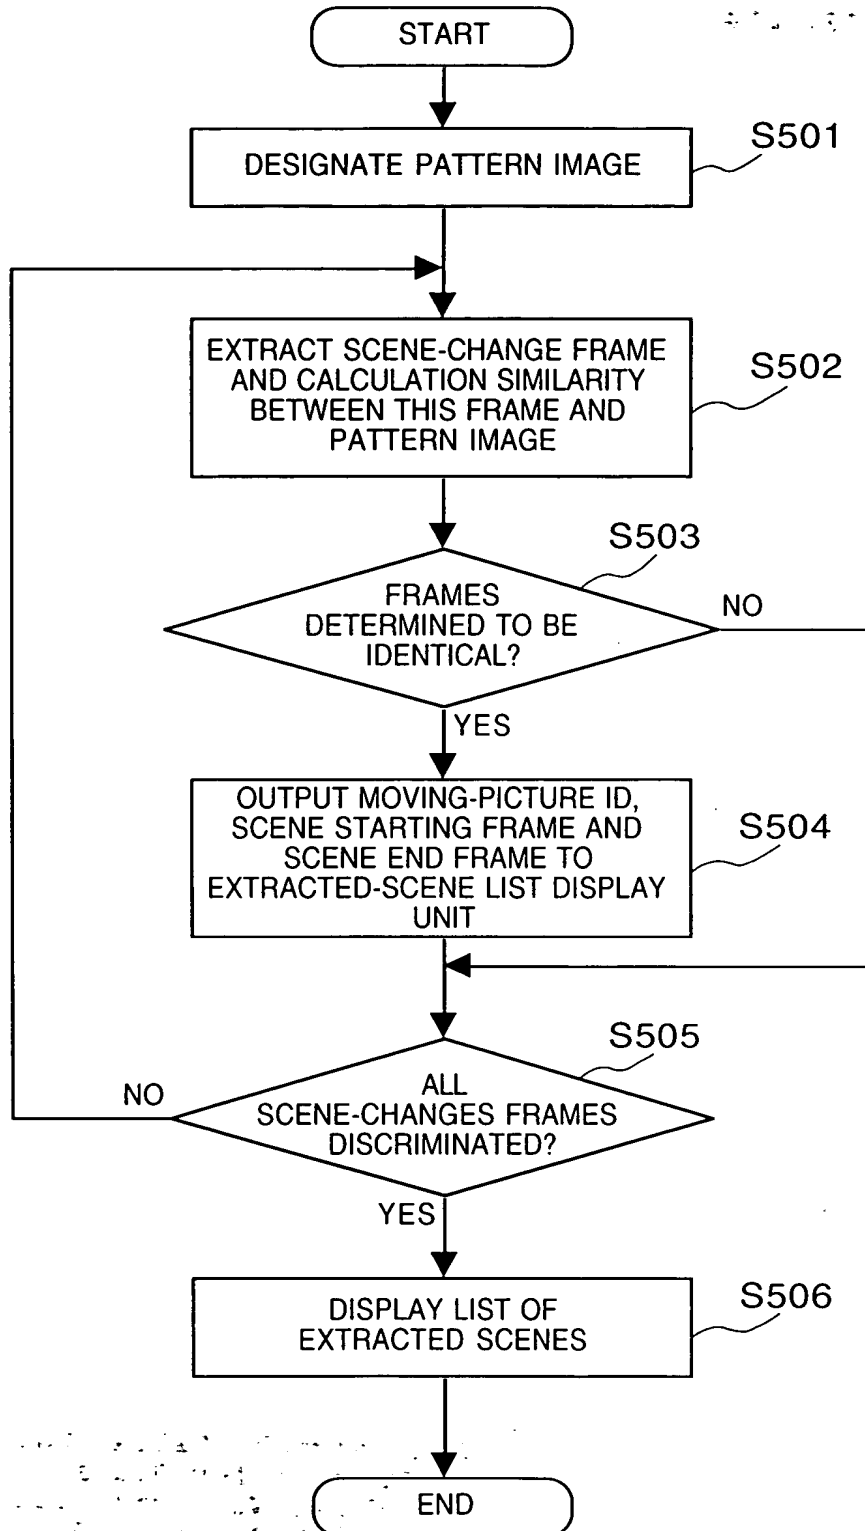 START
DESIGNATE PATTERN IMAGE
S501
EXTRACT SCENE-CHANGE FRAME
AND CALCULATION SIMILARITY
BETWEEN THIS FRAME AND
PATTERN IMAGE
S502
S503
FRAMES
DETERMINED TO BE
IDENTICAL?
NO
YES
OUTPUT MOVING-PICTURE ID,
SCENE STARTING FRAME AND
SCENE END FRAME TO
EXTRACTED-SCENE LIST DISPLAY
UNIT
S504
S505
ALL
SCENE-CHANGES FRAMES
DISCRIMINATED?
NO
YES
DISPLAY LIST OF
EXTRACTED SCENES
S506
END